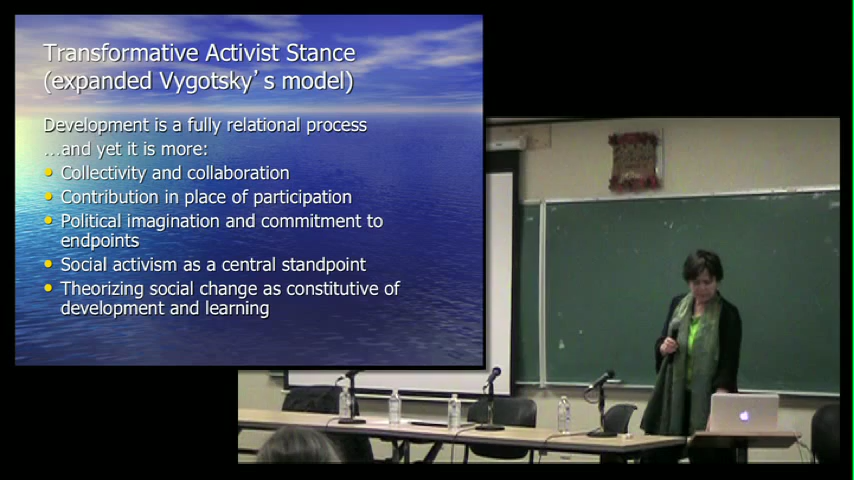 Transformative Activist Stance
(expanded Vygotsky's model)
Development is a fully relational process
...and yet it is more:
• Collectivity and collaboration
• Contribution in place of participation
• Political imagination and commitment to
endpoints
• Social activism as a central standpoint
• Theorizing social change as constitutive of
development and learning